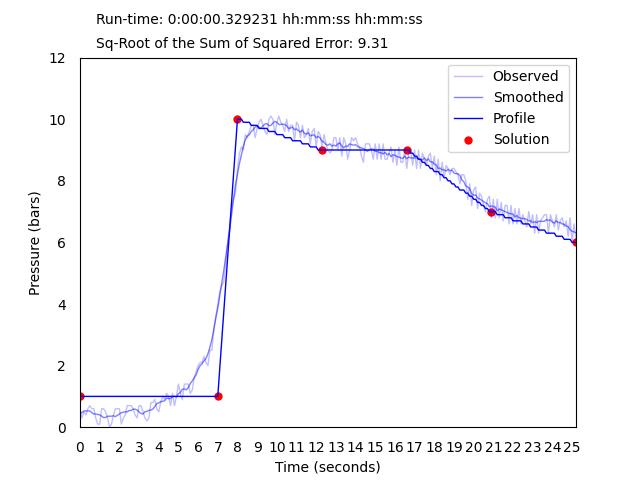 Run-time: 0:00:00.329231 hh:mm:ss hh:mm:ss
Sq-Root of the Sum of Squared Error: 9.31
12
10
8
6
4
2
0
Pressure (bars)
Observed
Smoothed
Profile
Solution
0 1 2 3 4 5 6 7 8 9 10 11 12 13 14 15 16 17 18 19 20 21 22 23 24 25
Time (seconds)